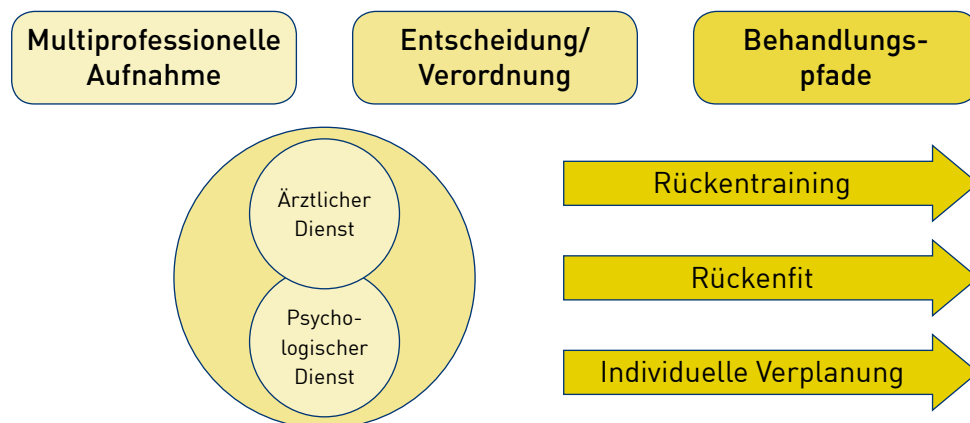 Multiprofessionelle
Aufnahme
Entscheidung/
Verordnung
Behandlungs-
pfade
Ärztlicher
Dienst
Psycho-
logischer
Dienst
Rückentraining
Rückenfit
Individuelle Verplanung